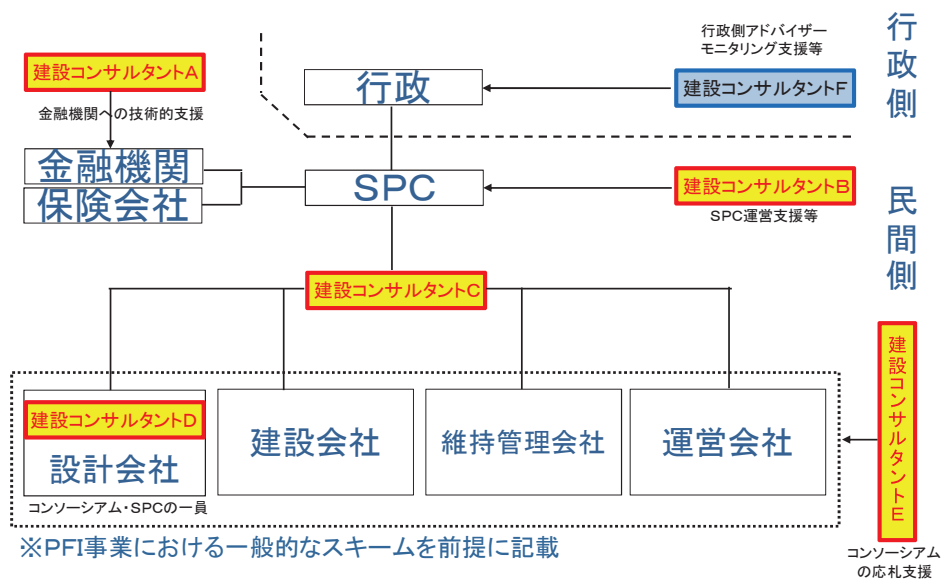 行政側アドバイザー
モニタリング支援等
行政側
建設コンサルタントA
行政
建設コンサルタントF
金融機関への技術的支援
金融機関
保険会社
SPC
建設コンサルタントB
SPC運営支援等
民間側
建設コンサルタントC
建設コンサルタントD
設計会社
コンソーシアム・SPCの一員
建設会社
維持管理会社
運営会社
建設コンサルタントE
コンソーシアム
の応札支援
※PFI事業における一般的なスキームを前提に記載